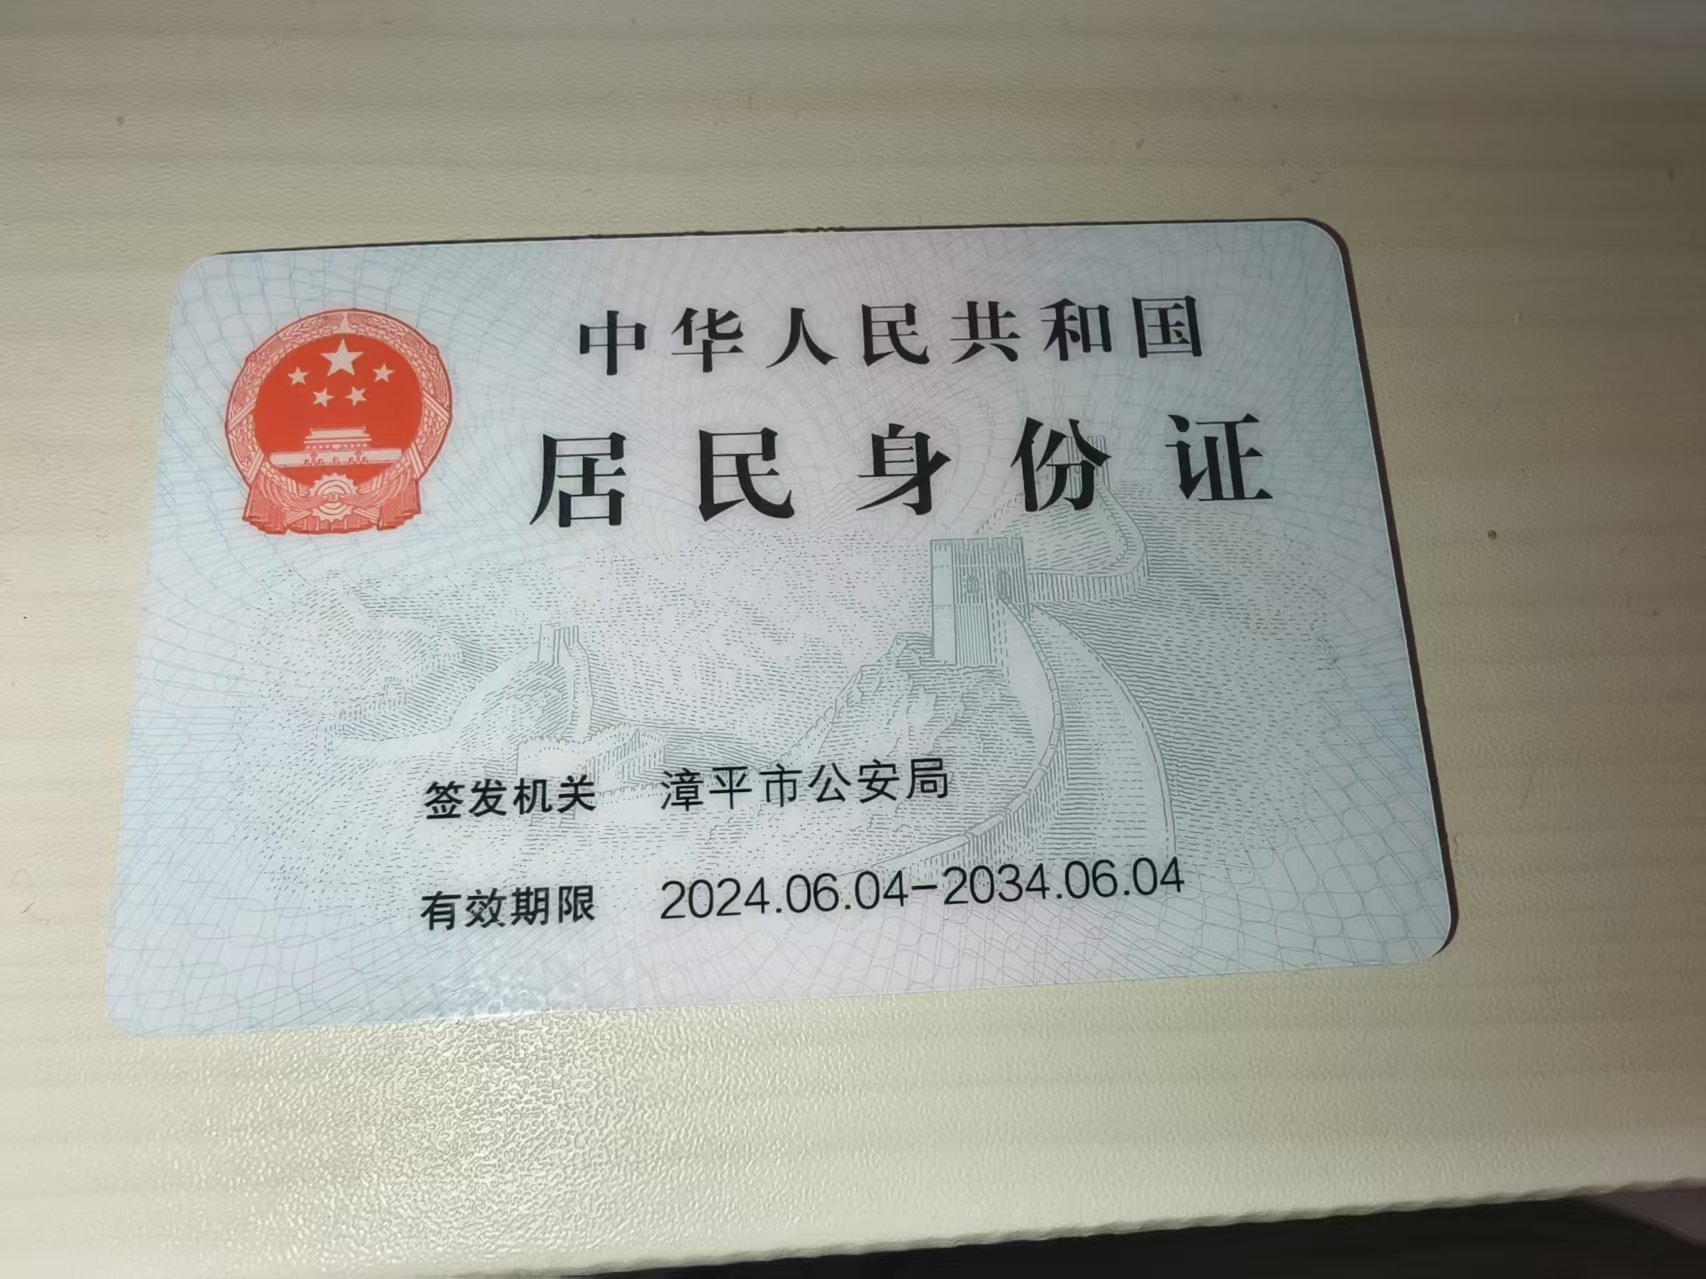 中华人民共和国
居民身份证
签发机关 漳平市公安局
有效期限 2024.06.04-2034.06.04